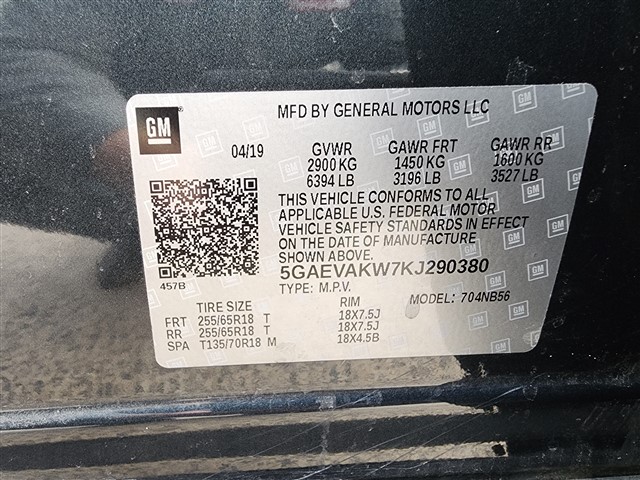 GM
MFD BY GENERAL MOTORS LLC
04/19 GVWR GAWR FRT GAWR RR
2900 KG 1450 KG 1600 KG
6394 LB 3196 LB 3527 LB
THIS VEHICLE CONFORMS TO ALL
APPLICABLE U.S. FEDERAL MOTOR
VEHICLE SAFETY STANDARDS IN EFFECT
ON THE DATE OF MANUFACTURE
SHOWN ABOVE.
5GAEVAKW7KJ290380
457B TYPE: M.P.V. MODEL: 704NB56
TIRE SIZE RIM
FRT 255/65R18 T 18X7.5J
RR 255/65R18 T 18X7.5J
SPA T135/70R18 M 18X4.5B